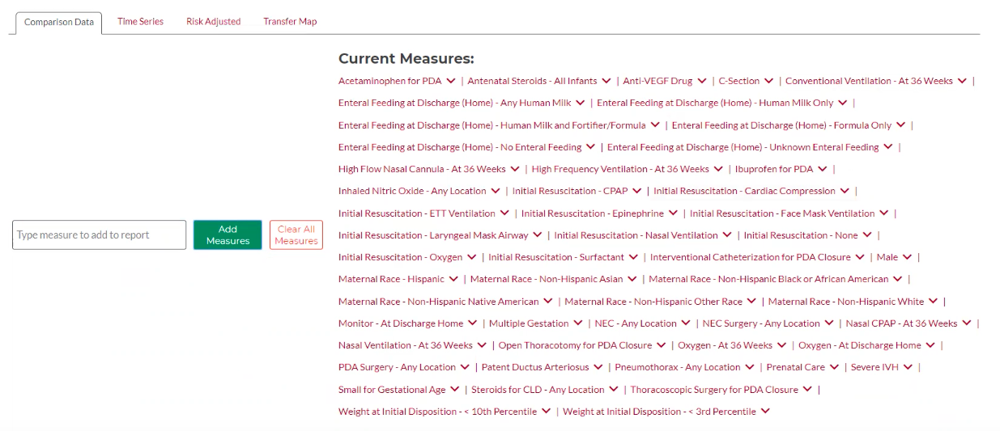 Comparison Data Time Series Risk Adjusted Transfer Map
Current Measures:
Acetaminophen for PDA | Antenatal Steroids - All Infants | Anti-VEGF Drug | C-Section | Conventional Ventilation - At 36 Weeks |
Enteral Feeding at Discharge (Home) - Any Human Milk | Enteral Feeding at Discharge (Home) - Human Milk Only |
Enteral Feeding at Discharge (Home) - Human Milk and Fortifier/Formula | Enteral Feeding at Discharge (Home) - Formula Only |
Enteral Feeding at Discharge (Home) - No Enteral Feeding | Enteral Feeding at Discharge (Home) - Unknown Enteral Feeding |
High Flow Nasal Cannula - At 36 Weeks | High Frequency Ventilation - At 36 Weeks | Ibuprofen for PDA |
Inhaled Nitric Oxide - Any Location | Initial Resuscitation - CPAP | Initial Resuscitation - Cardiac Compression |
Initial Resuscitation - ETT Ventilation | Initial Resuscitation - Epinephrine | Initial Resuscitation - Face Mask Ventilation |
Initial Resuscitation - Laryngeal Mask Airway | Initial Resuscitation - Nasal Ventilation | Initial Resuscitation - None |
Initial Resuscitation - Oxygen | Initial Resuscitation - Surfactant | Interventional Catheterization for PDA Closure | Male |
Maternal Race - Hispanic | Maternal Race - Non-Hispanic Asian | Maternal Race - Non-Hispanic Black or African American |
Maternal Race - Non-Hispanic Native American | Maternal Race - Non-Hispanic Other Race | Maternal Race - Non-Hispanic White |
Monitor - At Discharge Home | Multiple Gestation | NEC - Any Location | NEC Surgery - Any Location | Nasal CPAP - At 36 Weeks |
Nasal Ventilation - At 36 Weeks | Open Thoracotomy for PDA Closure | Oxygen - At 36 Weeks | Oxygen - At Discharge Home |
PDA Surgery - Any Location | Patent Ductus Arteriosus | Pneumothorax - Any Location | Prenatal Care | Severe IVH |
Small for Gestational Age | Steroids for CLD - Any Location | Thoracoscopic Surgery for PDA Closure |
Weight at Initial Disposition - < 10th Percentile | Weight at Initial Disposition - < 3rd Percentile
Type measure to add to report
Add
Measures
Clear All
Measures